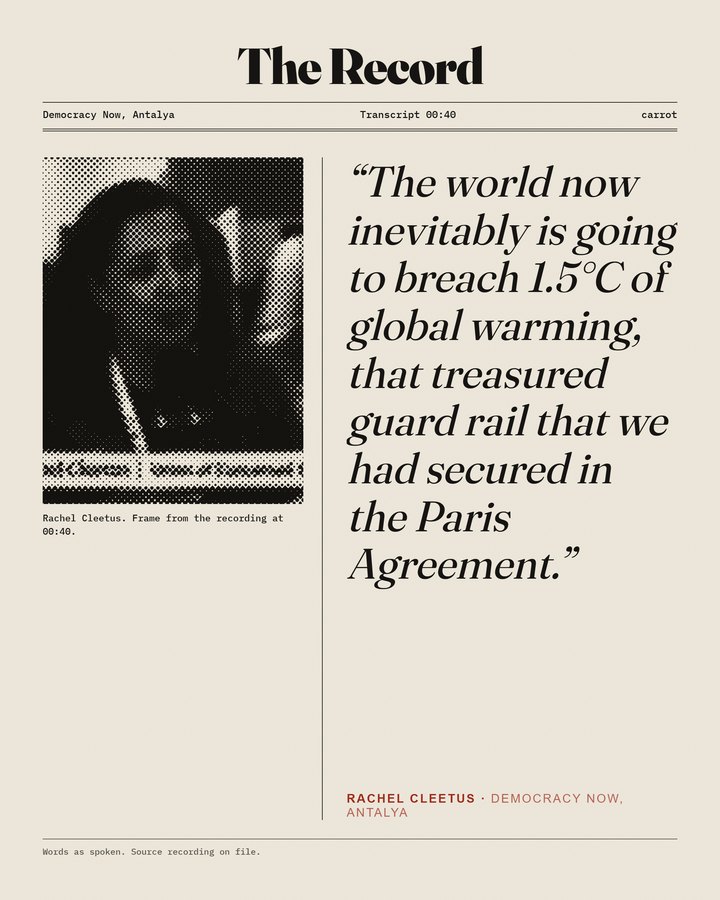 The Record
Democracy Now, Antalya
Transcript 00:40
carrot
“The world now
inevitably is going
to breach 1.5°C of
global warming,
that treasured
guard rail that we
had secured in
the Paris
Agreement.”
Rachel Cleetus. Frame from the recording at
00:40.
RACHEL CLEETUS · DEMOCRACY NOW,
ANTALYA
Words as spoken. Source recording on file.